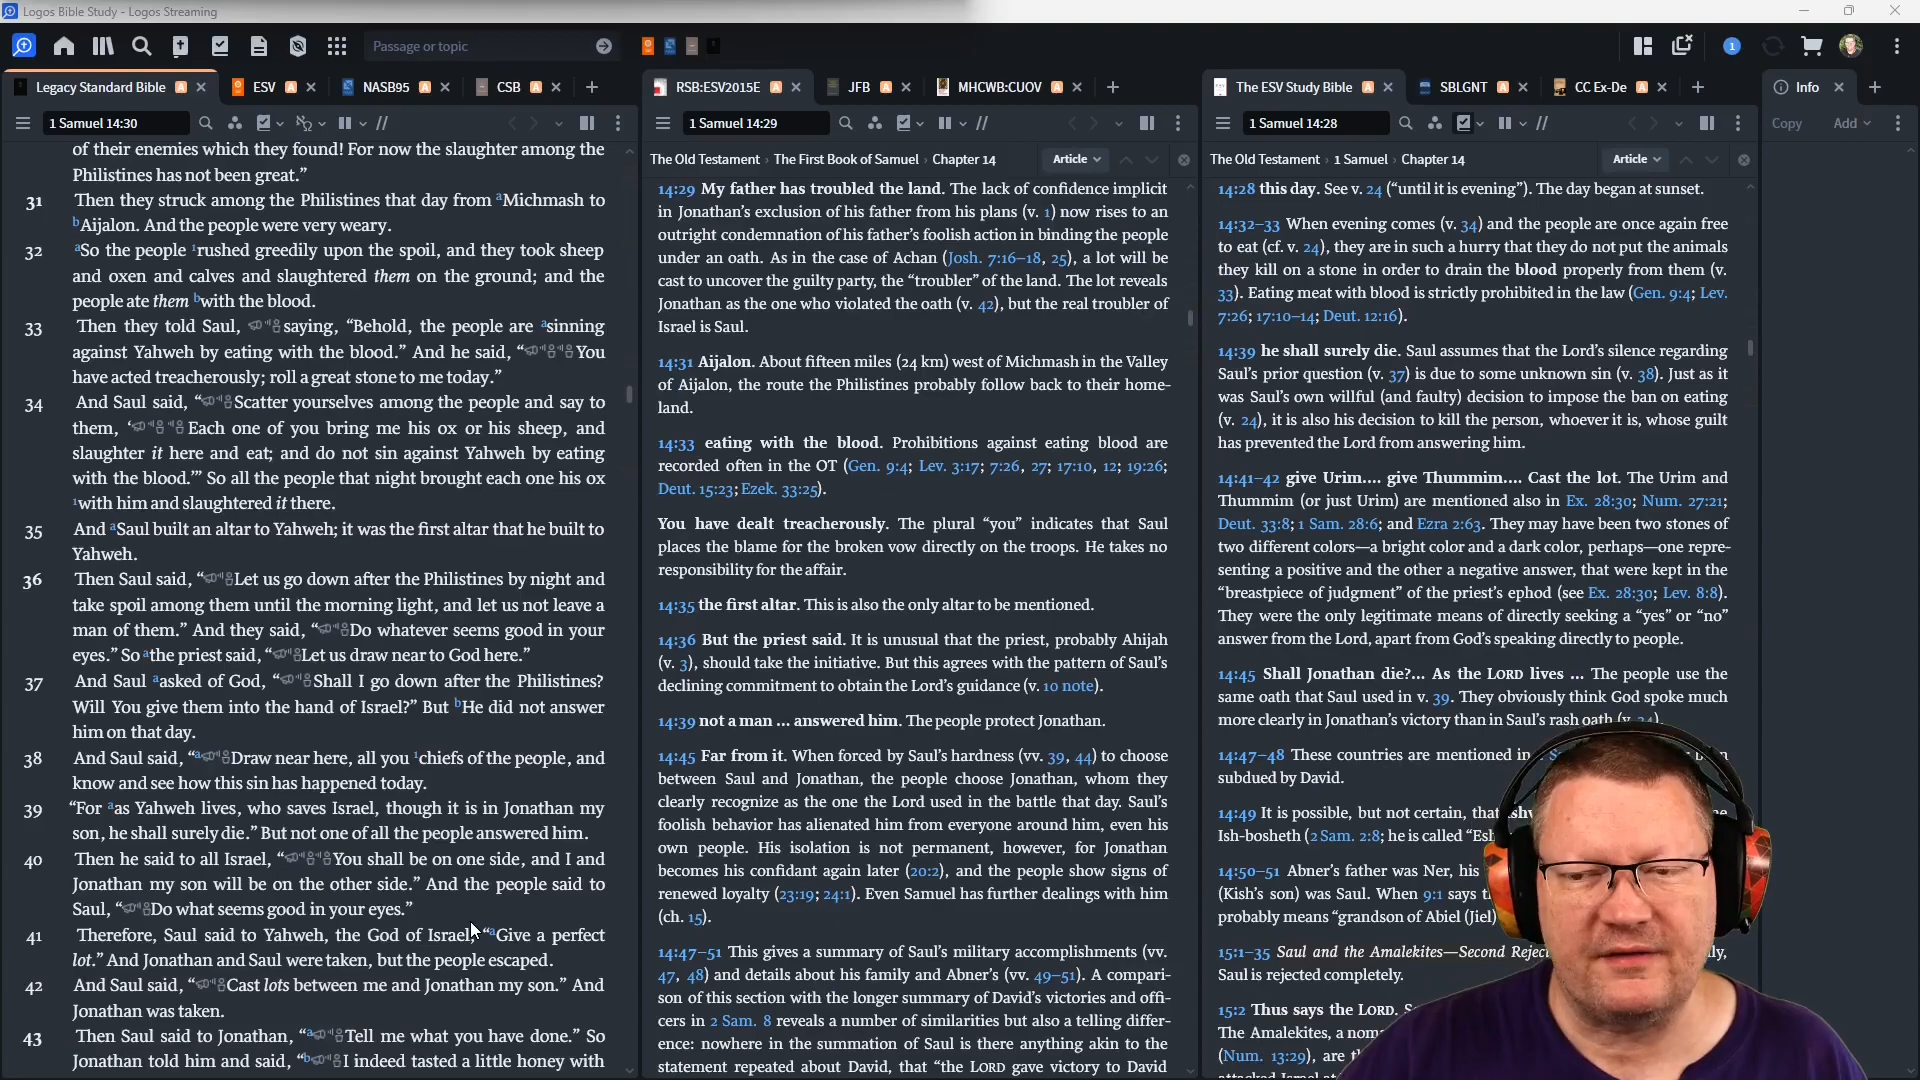 Logos Bible Study - Logos Streaming
Passage or topic
1
Legacy Standard Bible A
ESV A
NASB95 A
CSB A
RSB:ESV2015E A
JFB A
MHCWB:CUOV A
The ESV Study Bible A
SBLGNT A
CC Ex-De A
Info
1 Samuel 14:30
1 Samuel 14:29
1 Samuel 14:28
Copy Add
of their enemies which they found! For now the slaughter among the
Philistines has not been great.”
31 Then they struck among the Philistines that day from aMichmash to
bAijalon. And the people were very weary.
32 aSo the people 1rushed greedily upon the spoil, and they took sheep
and oxen and calves and slaughtered them on the ground; and the
people ate them bwith the blood.
33 Then they told Saul, saying, “Behold, the people are asinning
against Yahweh by eating with the blood.” And he said, “You
have acted treacherously; roll a great stone to me today.”
34 And Saul said, “Scatter yourselves among the people and say to
them, ‘Each one of you bring me his ox or his sheep, and
slaughter it here and eat; and do not sin against Yahweh by eating
with the blood.’” So all the people that night brought each one his ox
1with him and slaughtered it there.
35 And aSaul built an altar to Yahweh; it was the first altar that he built to
Yahweh.
36 Then Saul said, “Let us go down after the Philistines by night and
take spoil among them until the morning light, and let us not leave a
man of them.” And they said, “Do whatever seems good in your
eyes.” So athe priest said, “Let us draw near to God here.”
37 And Saul aasked of God, “Shall I go down after the Philistines?
Will You give them into the hand of Israel?” But bHe did not answer
him on that day.
38 And Saul said, “aDraw near here, all you 1chiefs of the people, and
know and see how this sin has happened today.
39 “For aas Yahweh lives, who saves Israel, though it is in Jonathan my
son, he shall surely die.” But not one of all the people answered him.
40 Then he said to all Israel, “You shall be on one side, and I and
Jonathan my son will be on the other side.” And the people said to
Saul, “Do what seems good in your eyes.”
41 Therefore, Saul said to Yahweh, the God of Israel, “aGive a perfect
lot.” And Jonathan and Saul were taken, but the people escaped.
42 And Saul said, “Cast lots between me and Jonathan my son.” And
Jonathan was taken.
43 Then Saul said to Jonathan, “aTell me what you have done.” So
Jonathan told him and said, “bI indeed tasted a little honey with
The Old Testament › The First Book of Samuel › Chapter 14 Article
14:29 My father has troubled the land. The lack of confidence implicit
in Jonathan’s exclusion of his father from his plans (v. 1) now rises to an
outright condemnation of his father’s foolish action in binding the people
under an oath. As in the case of Achan (Josh. 7:16–18, 25), a lot will be
cast to uncover the guilty party, the “troubler” of the land. The lot reveals
Jonathan as the one who violated the oath (v. 42), but the real troubler of
Israel is Saul.
14:31 Aijalon. About fifteen miles (24 km) west of Michmash in the Valley
of Aijalon, the route the Philistines probably follow back to their home-
land.
14:33 eating with the blood. Prohibitions against eating blood are
recorded often in the OT (Gen. 9:4; Lev. 3:17; 7:26, 27; 17:10, 12; 19:26;
Deut. 15:23; Ezek. 33:25).
You have dealt treacherously. The plural “you” indicates that Saul
places the blame for the broken vow directly on the troops. He takes no
responsibility for the affair.
14:35 the first altar. This is also the only altar to be mentioned.
14:36 But the priest said. It is unusual that the priest, probably Ahijah
(v. 3), should take the initiative. But this agrees with the pattern of Saul’s
declining commitment to obtain the Lord’s guidance (v. 10 note).
14:39 not a man ... answered him. The people protect Jonathan.
14:45 Far from it. When forced by Saul’s hardness (vv. 39, 44) to choose
between Saul and Jonathan, the people choose Jonathan, whom they
clearly recognize as the one the Lord used in the battle that day. Saul’s
foolish behavior has alienated him from everyone around him, even his
own people. His isolation is not permanent, however, for Jonathan
becomes his confidant again later (20:2), and the people show signs of
renewed loyalty (23:19; 24:1). Even Samuel has further dealings with him
(ch. 15).
14:47–51 This gives a summary of Saul’s military accomplishments (vv.
47, 48) and details about his family and Abner’s (vv. 49–51). A compari-
son of this section with the longer summary of David’s victories and offi-
cers in 2 Sam. 8 reveals a number of similarities but also a telling differ-
ence: nowhere in the summation of Saul is there anything akin to the
statement repeated about David, that “the LORD gave victory to David
The Old Testament › 1 Samuel › Chapter 14 Article
14:28 this day. See v. 24 (“until it is evening”). The day began at sunset.
14:32–33 When evening comes (v. 34) and the people are once again free
to eat (cf. v. 24), they are in such a hurry that they do not put the animals
they kill on a stone in order to drain the blood properly from them (v.
33). Eating meat with blood is strictly prohibited in the law (Gen. 9:4; Lev.
7:26; 17:10–14; Deut. 12:16).
14:39 he shall surely die. Saul assumes that the Lord’s silence regarding
Saul’s prior question (v. 37) is due to some unknown sin (v. 38). Just as it
was Saul’s own willful (and faulty) decision to impose the ban on eating
(v. 24), it is also his decision to kill the person, whoever it is, whose guilt
has prevented the Lord from answering him.
14:41–42 give Urim.... give Thummim.... Cast the lot. The Urim and
Thummim (or just Urim) are mentioned also in Ex. 28:30; Num. 27:21;
Deut. 33:8; 1 Sam. 28:6; and Ezra 2:63. They may have been two stones of
two different colors—a bright color and a dark color, perhaps—one repre-
senting a positive and the other a negative answer, that were kept in the
“breastpiece of judgment” of the priest’s ephod (see Ex. 28:30; Lev. 8:8).
They were the only legitimate means of directly seeking a “yes” or “no”
answer from the Lord, apart from God’s speaking directly to people.
14:45 Shall Jonathan die?... As the LORD lives ... The people use the
same oath that Saul used in v. 39. They obviously think God spoke much
more clearly in Jonathan’s victory than in Saul’s rash oath (v.
14:47–48 These countries are mentioned in
subdued by David.
14:49 It is possible, but not certain, that
Ish-bosheth (2 Sam. 2:8; he is called
14:50–51 Abner’s father was Ner, his
(Kish’s son) was Saul. When 9:1 says
probably means “grandson of Abiel (Jiel)
15:1–35 Saul and the Amalekites—Second
Saul is rejected completely.
15:2 Thus says the LORD.
The Amalekites, a
(Num. 13:29), are